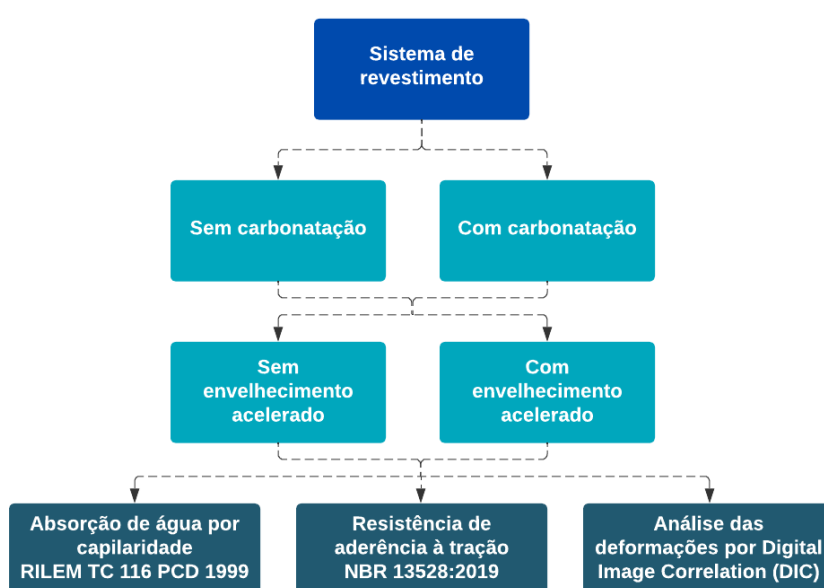 Sistema de
revestimento
Sem carbonatação
Com carbonatação
Sem
envelhecimento
acelerado
Com
envelhecimento
acelerado
Absorção de água por
capilaridade
RILEM TC 116 PCD 1999
Resistência de
aderência à tração
NBR 13528:2019
Análise das
deformações por Digital
Image Correlation (DIC)